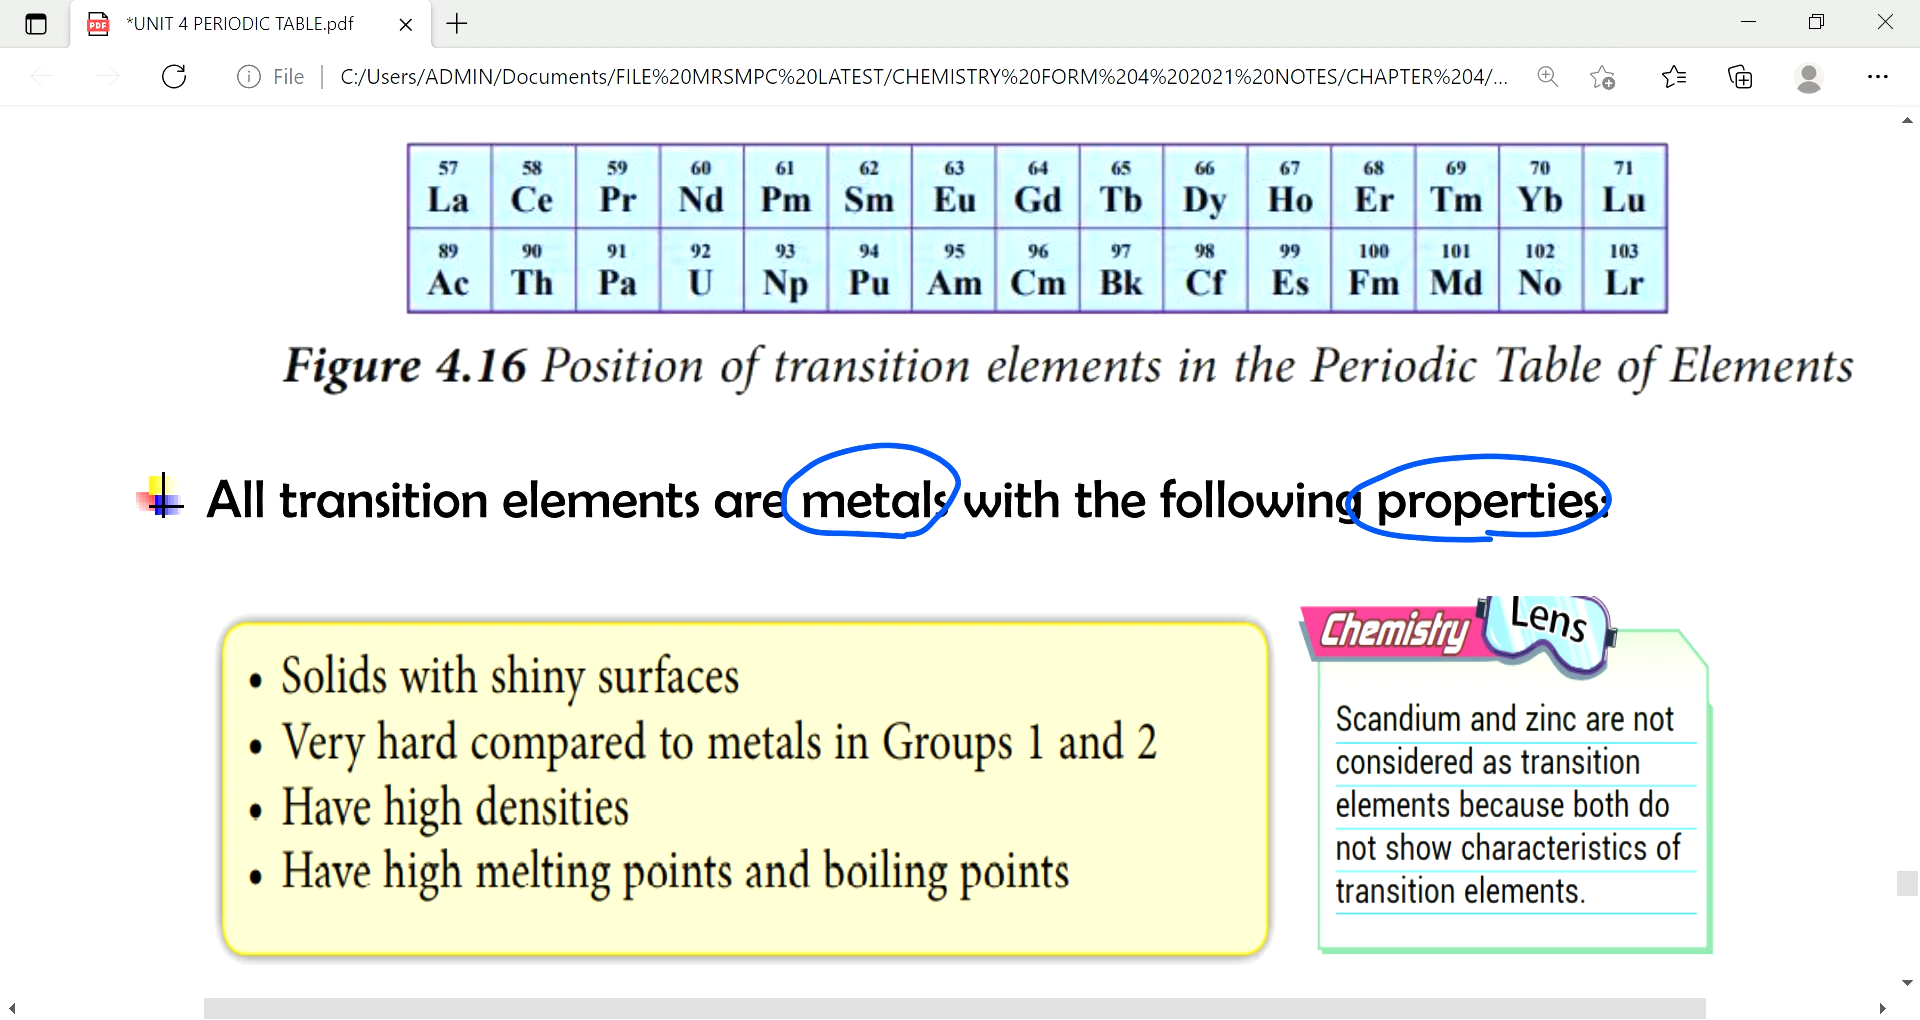 *UNIT 4 PERIODIC TABLE.pdf
File C:/Users/ADMIN/Documents/FILE%20MRSMPC%20LATEST/CHEMISTRY%20FORM%204%202021%20NOTES/CHAPTER%204/...
57 58 59 60 61 62 63 64 65 66 67 68 69 70 71
La Ce Pr Nd Pm Sm Eu Gd Tb Dy Ho Er Tm Yb Lu
89 90 91 92 93 94 95 96 97 98 99 100 101 102 103
Ac Th Pa U Np Pu Am Cm Bk Cf Es Fm Md No Lr
Figure 4.16 Position of transition elements in the Periodic Table of Elements
All transition elements are metals with the following properties:
• Solids with shiny surfaces
• Very hard compared to metals in Groups 1 and 2
• Have high densities
• Have high melting points and boiling points
Chemistry Lens
Scandium and zinc are not
considered as transition
elements because both do
not show characteristics of
transition elements.